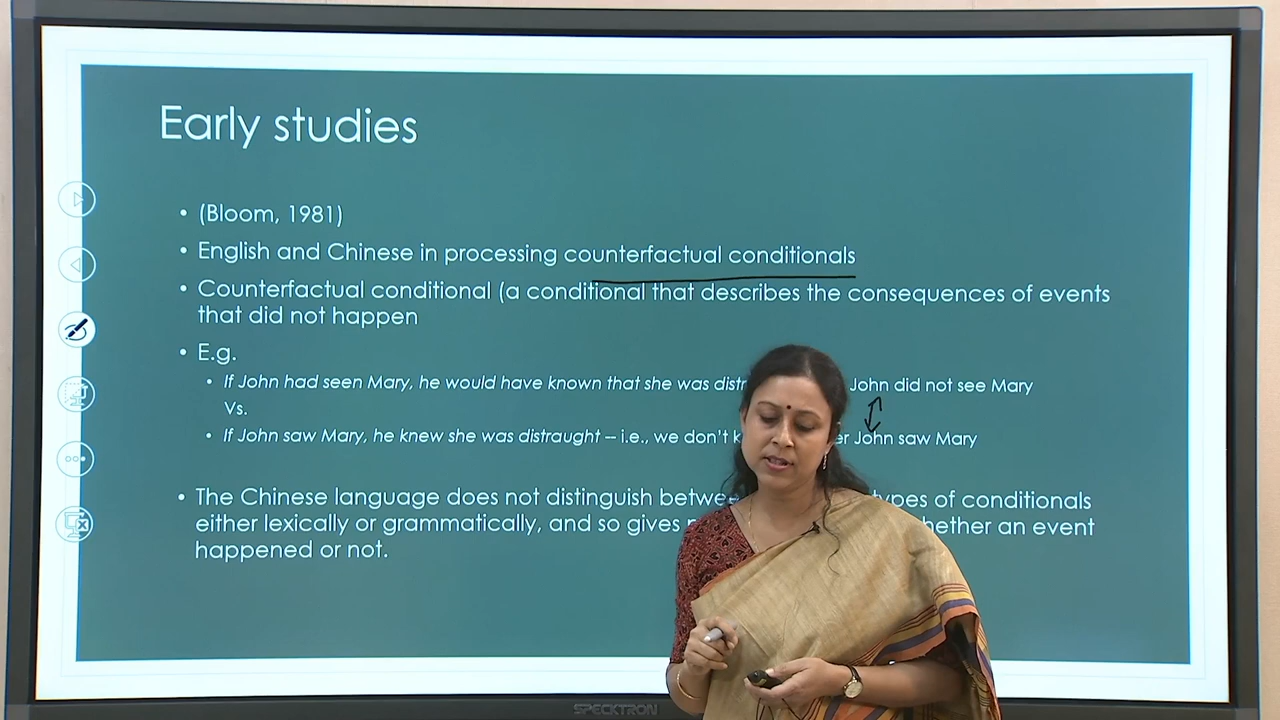 Early studies
• (Bloom, 1981)
• English and Chinese in processing counterfactual conditionals
• Counterfactual conditional (a conditional that describes the consequences of events
that did not happen
• E.g.
• If John had seen Mary, he would have known that she was John did not see Mary
Vs.
• If John saw Mary, he knew she was distraught – i.e., we don't John saw Mary
• The Chinese language does not distinguish types of conditionals
either lexically or grammatically, and so gives whether an event
happened or not.
SPECKTRON